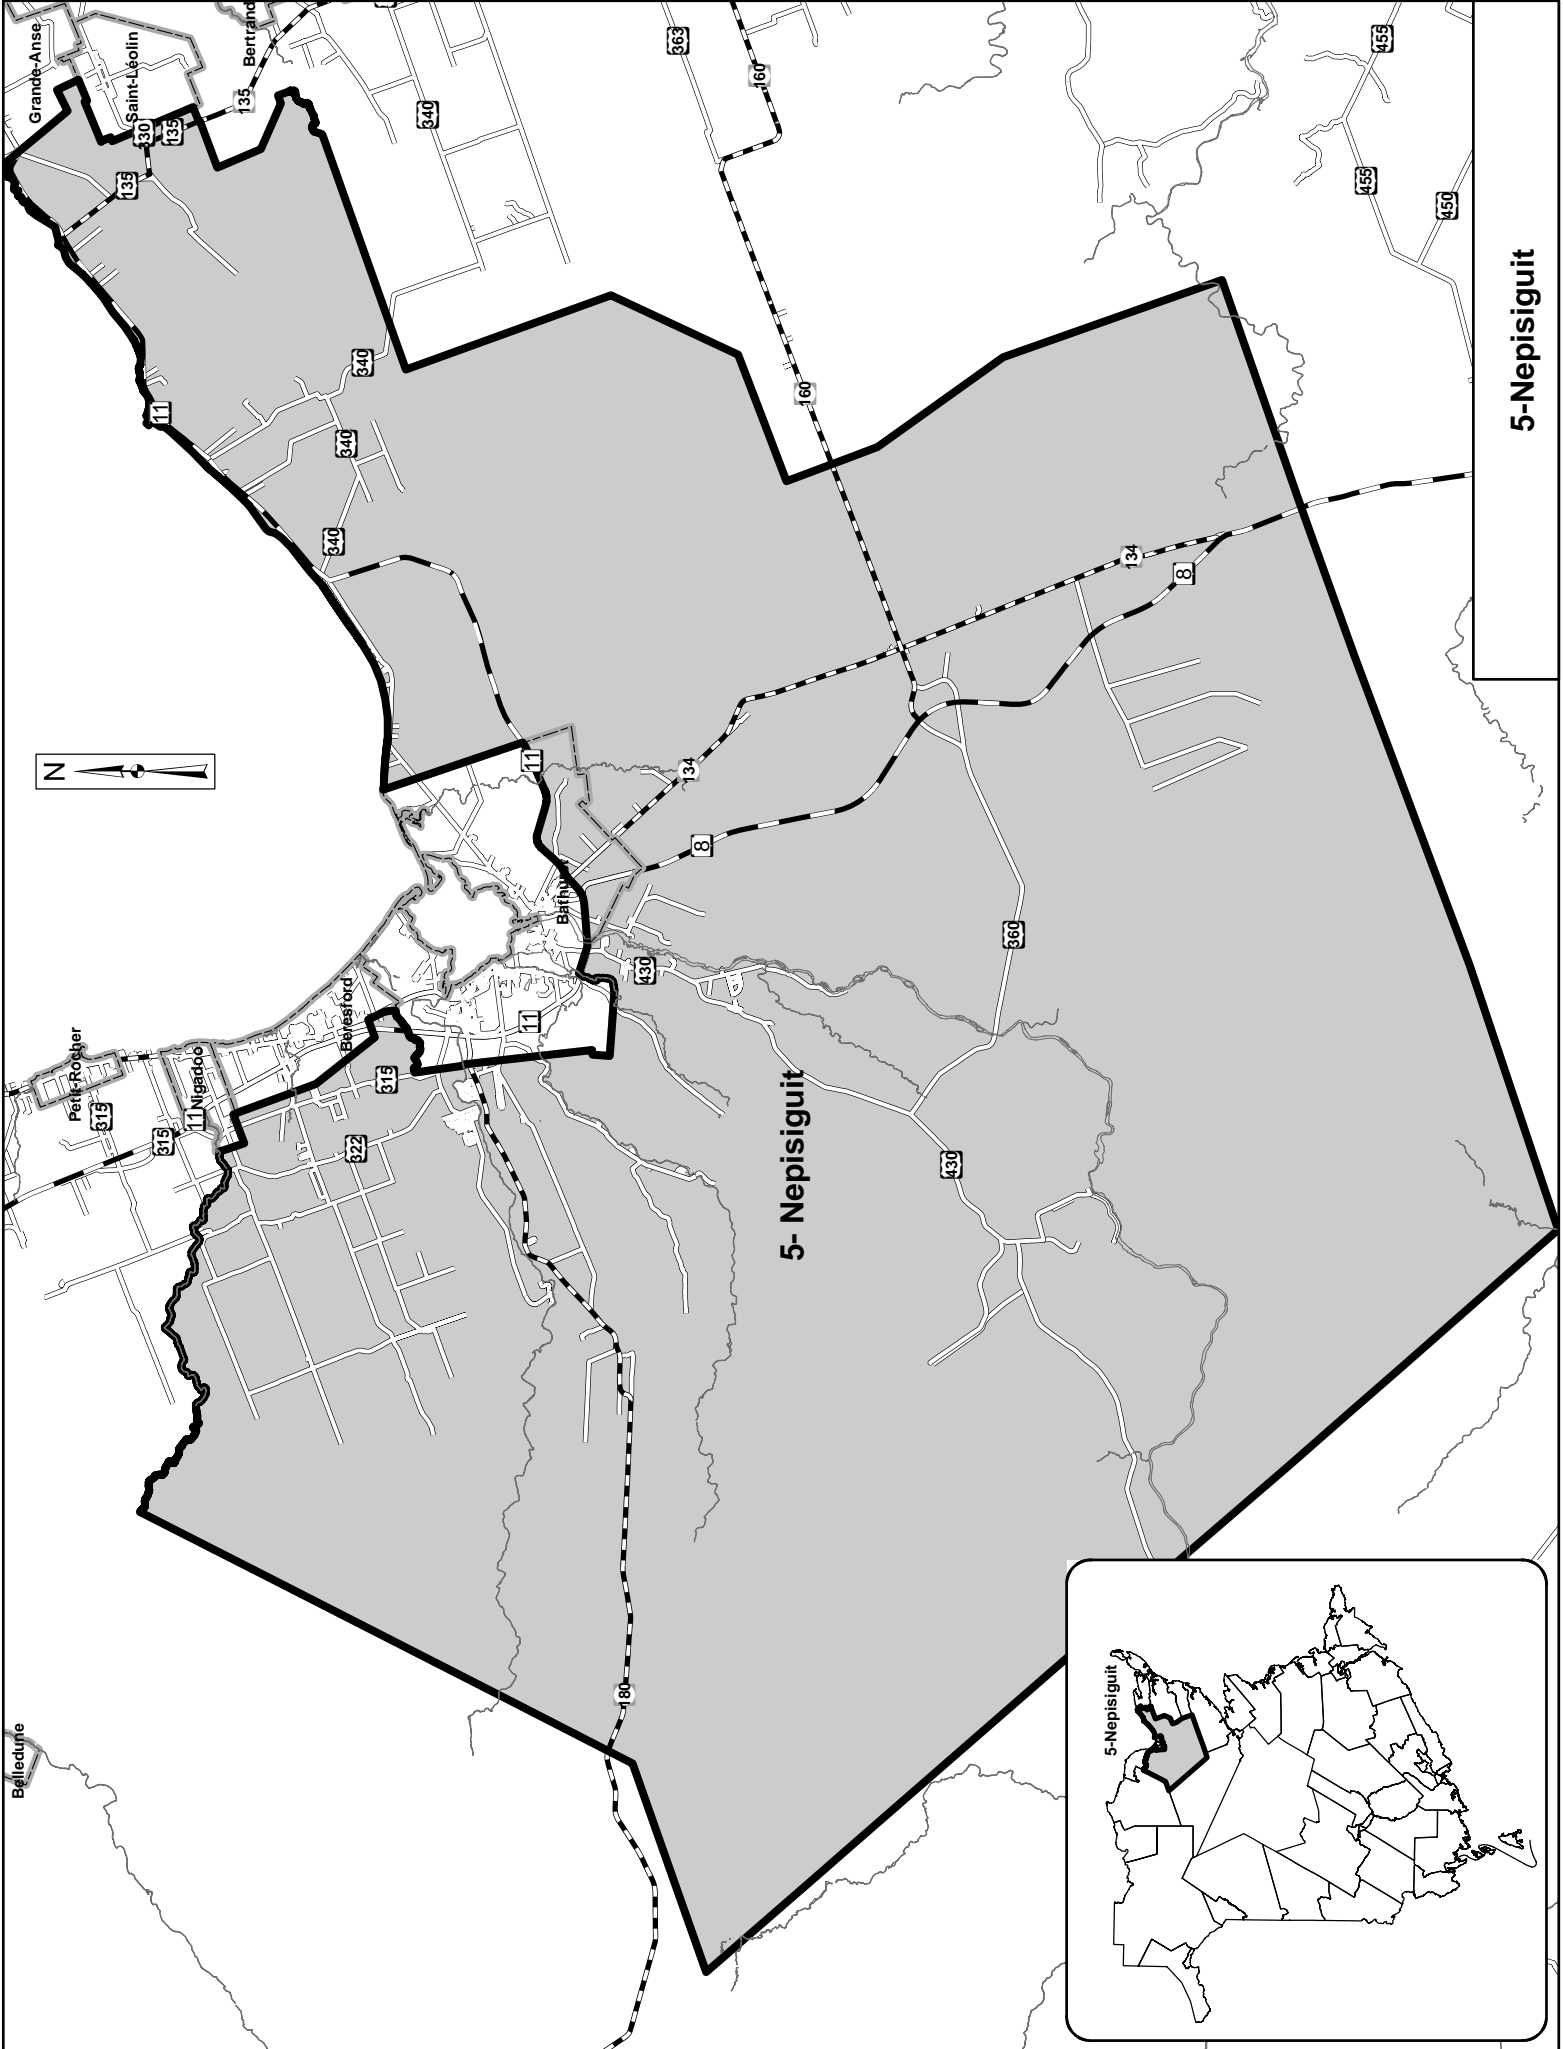 Belledune
Petit-Rocher
315
315
11
Nigadoo
315
322
Beresford
11
Bathurst
430
180
N
11
134
8
11
340
340
340
135
Grande-Anse
Saint-Léolin
330
135
135
Bertrand
340
363
160
160
134
8
360
430
455
455
450
5- Nepisiguit
5-Nepisiguit
5-Nepisiguit